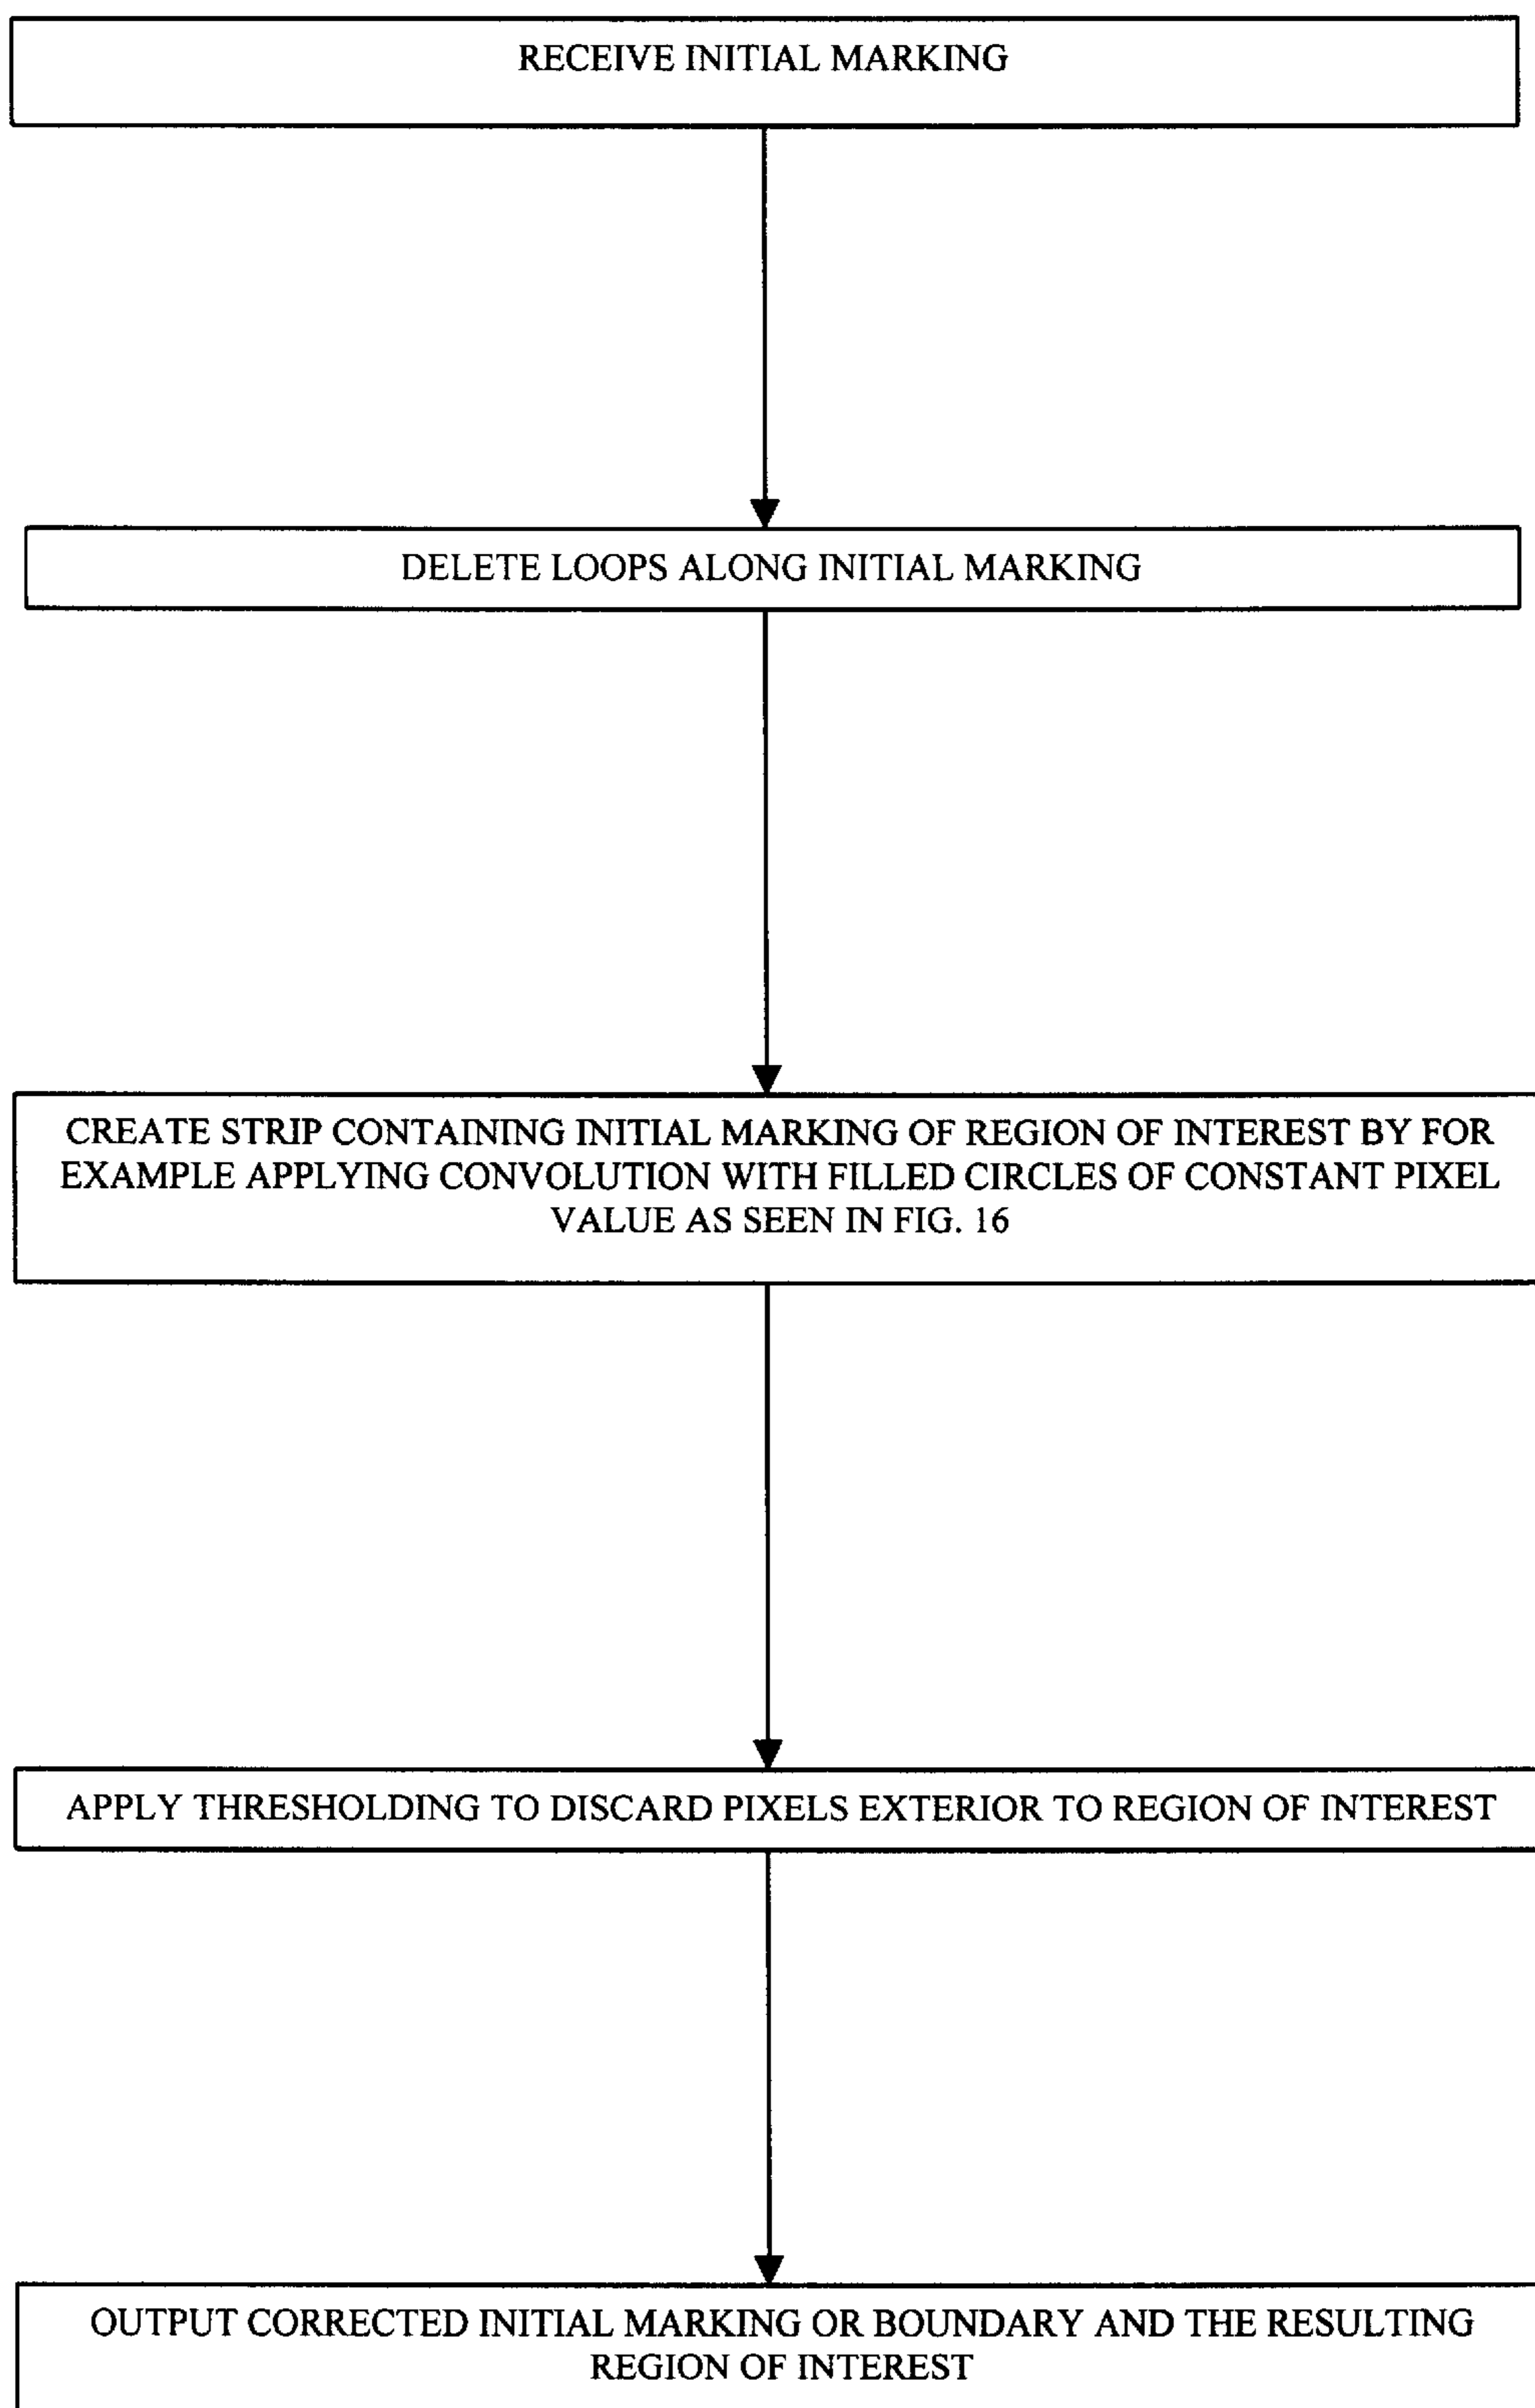 RECEIVE INITIAL MARKING
DELETE LOOPS ALONG INITIAL MARKING
CREATE STRIP CONTAINING INITIAL MARKING OF REGION OF INTEREST BY FOR
EXAMPLE APPLYING CONVOLUTION WITH FILLED CIRCLES OF CONSTANT PIXEL
VALUE AS SEEN IN FIG. 16
APPLY THRESHOLDING TO DISCARD PIXELS EXTERIOR TO REGION OF INTEREST
OUTPUT CORRECTED INITIAL MARKING OR BOUNDARY AND THE RESULTING
REGION OF INTEREST